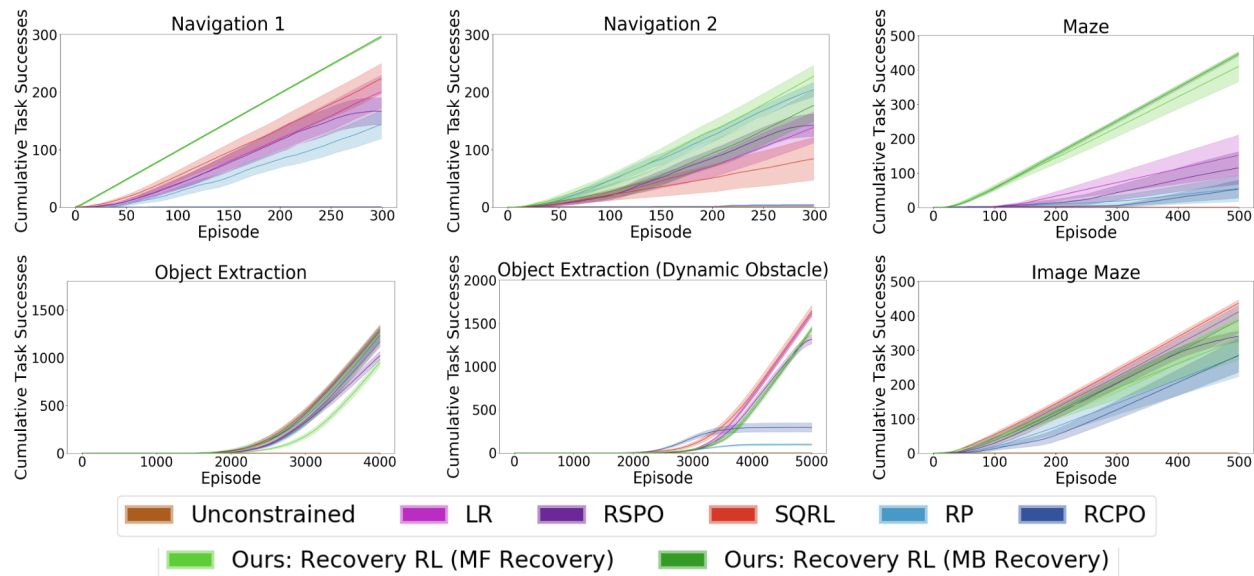 Navigation 1
Cumulative Task Successes
300
200
100
0
0 50 100 150 200 250 300
Episode
Navigation 2
Cumulative Task Successes
300
200
100
0
0 50 100 150 200 250 300
Episode
Maze
Cumulative Task Successes
500
400
300
200
100
0
0 100 200 300 400 500
Episode
Object Extraction
Cumulative Task Successes
1500
1000
500
0
0 1000 2000 3000 4000
Episode
Object Extraction (Dynamic Obstacle)
Cumulative Task Successes
2000
1500
1000
500
0
0 1000 2000 3000 4000 5000
Episode
Image Maze
Cumulative Task Successes
500
400
300
200
100
0
0 100 200 300 400 500
Episode
Unconstrained LR RSPO SQRL RP RCPO
Ours: Recovery RL (MF Recovery) Ours: Recovery RL (MB Recovery)